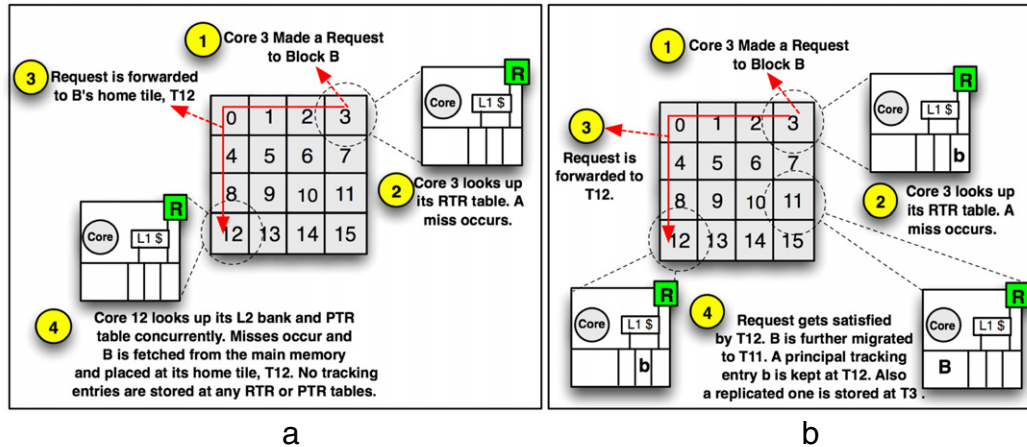 1
Core 3 Made a Request
to Block B
3
Request is forwarded
to B's home tile, T12
R
Core
L1 $
0 1 2 3
4 5 6 7
8 9 10 11
12 13 14 15
2
Core 3 looks up
its RTR table. A
miss occurs.
R
Core
L1 $
4
Core 12 looks up its L2 bank and PTR
table concurrently. Misses occur and
B is fetched from the main memory
and placed at its home tile, T12. No tracking
entries are stored at any RTR or PTR tables.
a
1
Core 3 Made a Request
to Block B
R
Core
L1 $
b
0 1 2 3
4 5 6 7
8 9 10 11
12 13 14 15
3
Request is
forwarded to
T12.
2
Core 3 looks up
its RTR table. A
miss occurs.
R
Core
L1 $
b
4
Request gets satisfied
by T12. B is further migrated
to T11. A principal tracking
entry b is kept at T12. Also
a replicated one is stored at T3 .
R
Core
L1 $
B
b